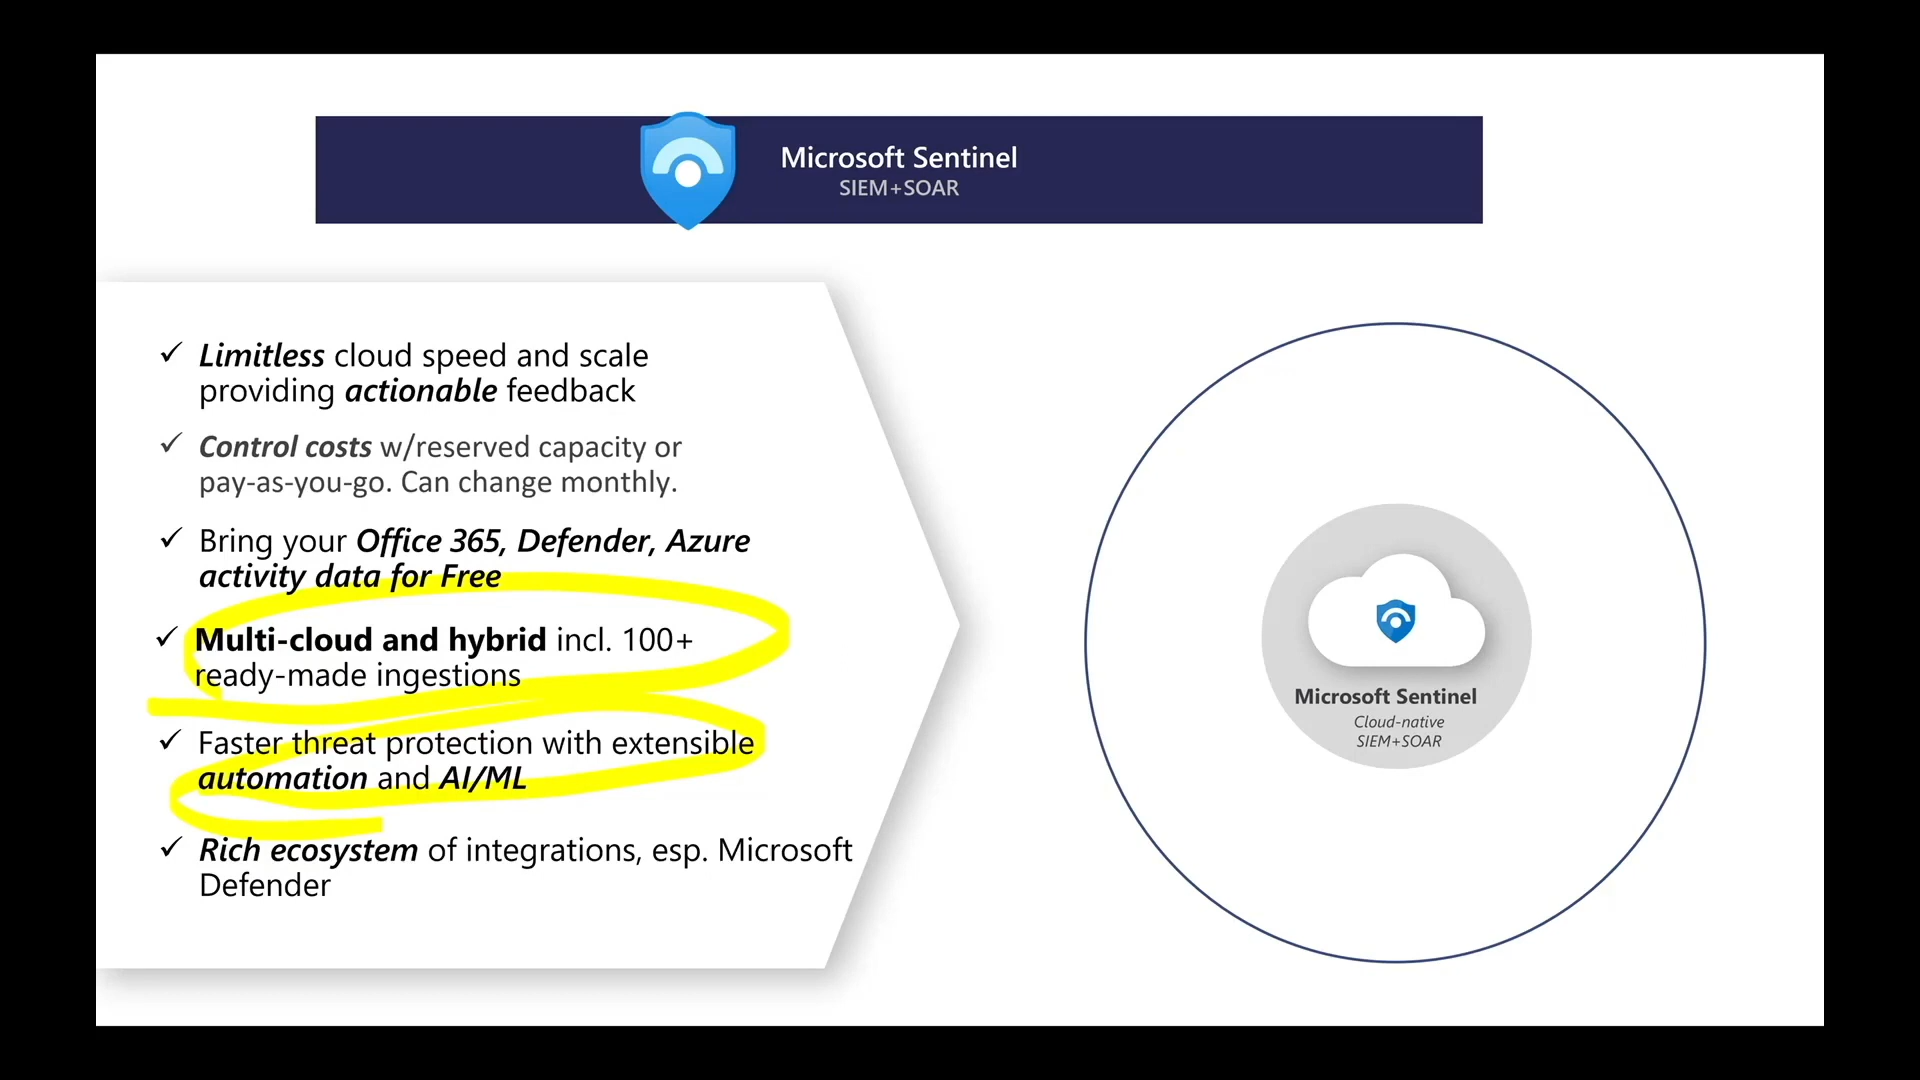 Microsoft Sentinel
SIEM+SOAR
✓ Limitless cloud speed and scale
providing actionable feedback
✓ Control costs w/reserved capacity or
pay-as-you-go. Can change monthly.
✓ Bring your Office 365, Defender, Azure
activity data for Free
✓ Multi-cloud and hybrid incl. 100+
ready-made ingestions
✓ Faster threat protection with extensible
automation and AI/ML
✓ Rich ecosystem of integrations, esp. Microsoft
Defender
Microsoft Sentinel
Cloud-native
SIEM+SOAR